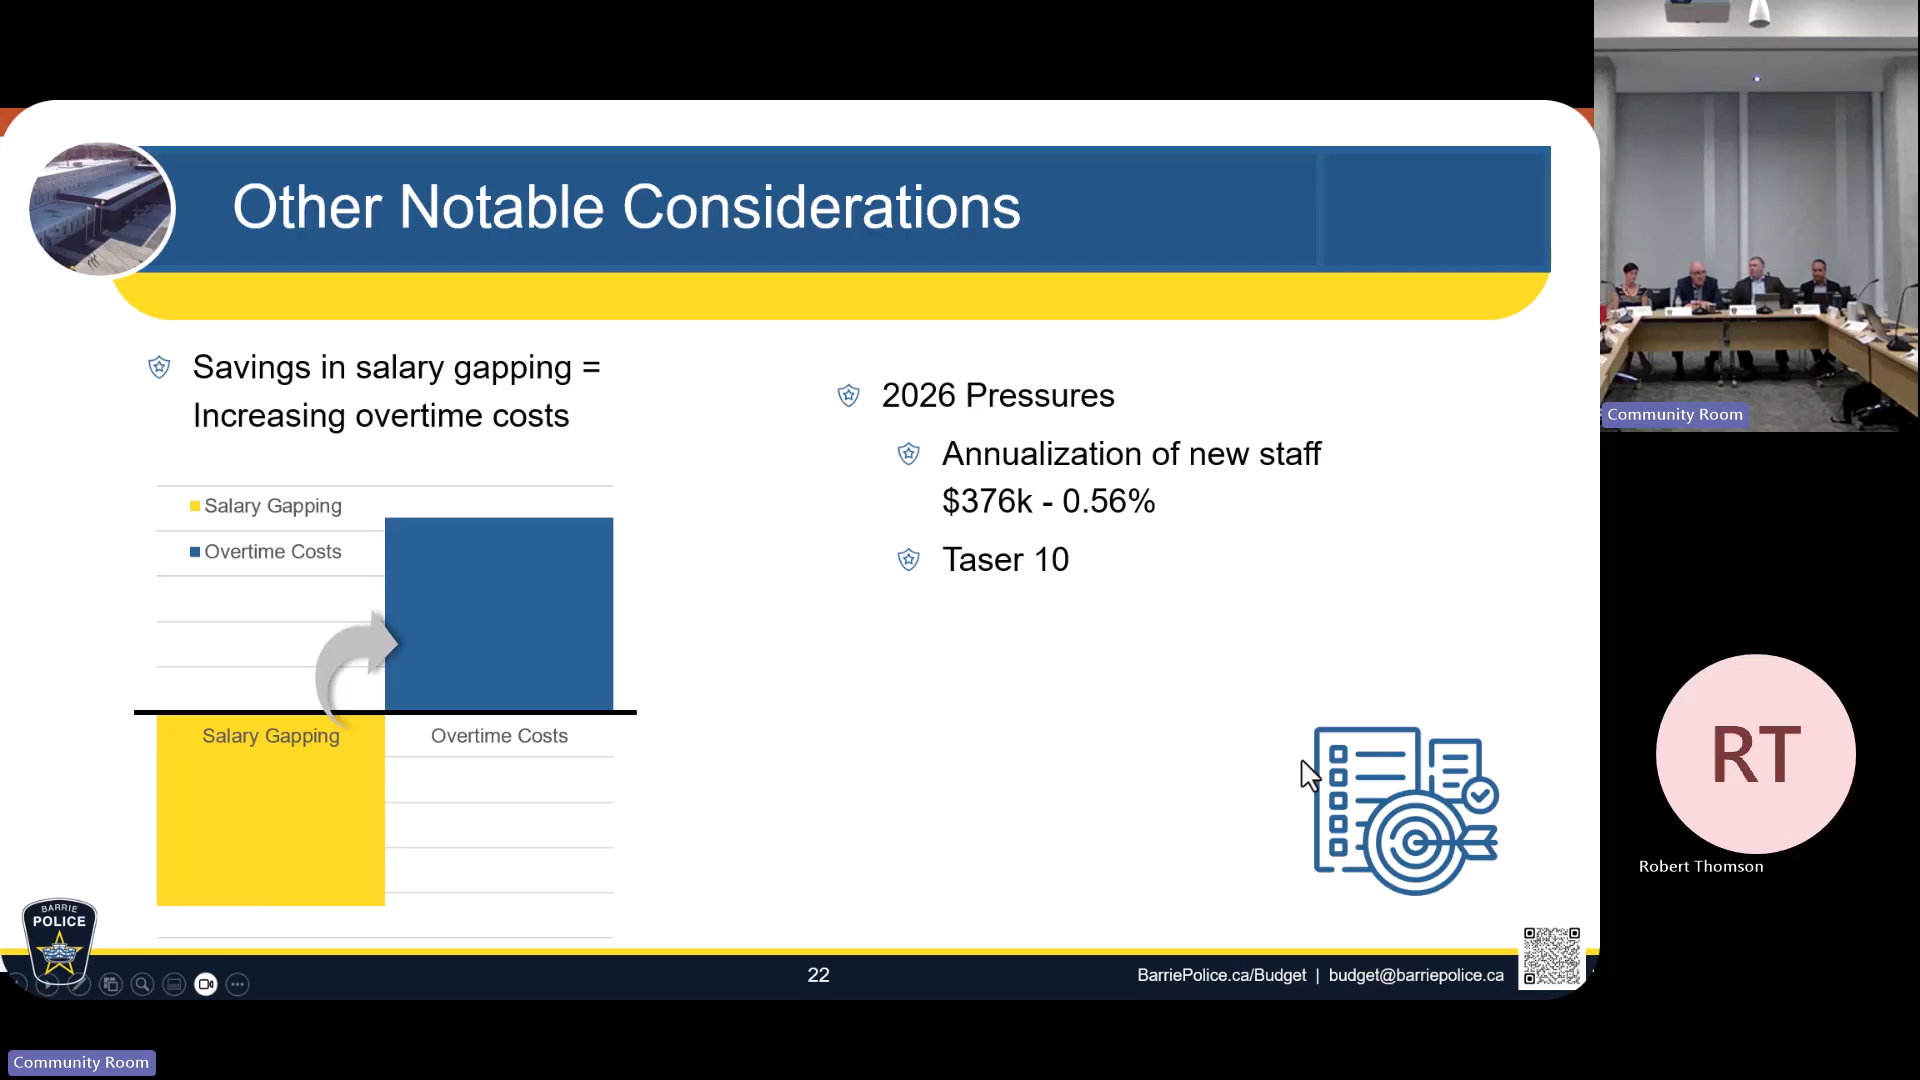 Other Notable Considerations
Savings in salary gapping =
Increasing overtime costs
Salary Gapping
Overtime Costs
Salary Gapping
Overtime Costs
2026 Pressures
Annualization of new staff
$376k - 0.56%
Taser 10
BARRIE
POLICE
22
BarriePolice.ca/Budget | budget@barriepolice.ca
Community Room
Community Room
RT
Robert Thomson